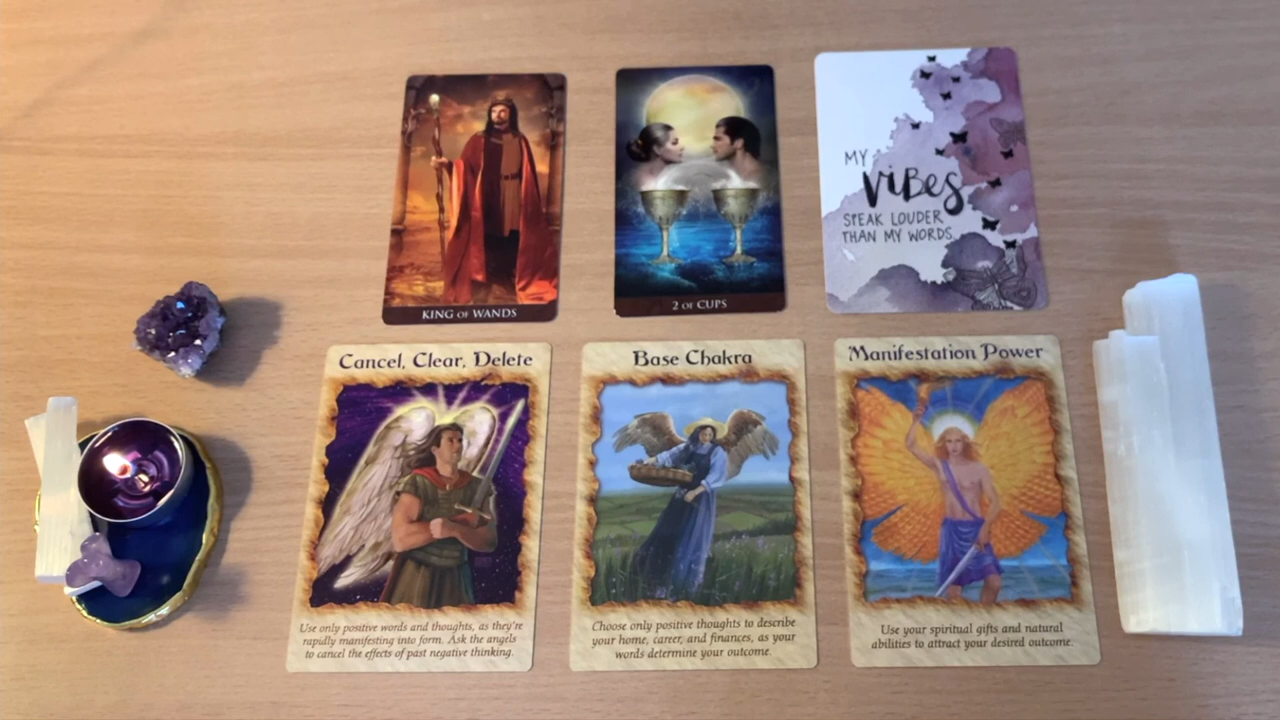 KING OF WANDS
2 OF CUPS
MY
VIBES
SPEAK LOUDER
THAN MY WORDS.
Cancel, Clear, Delete
Use only positive words and thoughts, as they're
rapidly manifesting into form. Ask the angels
to cancel the effects of past negative thinking.
Base Chakra
Choose only positive thoughts to describe
your home, career, and finances, as your
words determine your outcome.
Manifestation Power
Use your spiritual gifts and natural
abilities to attract your desired outcome.